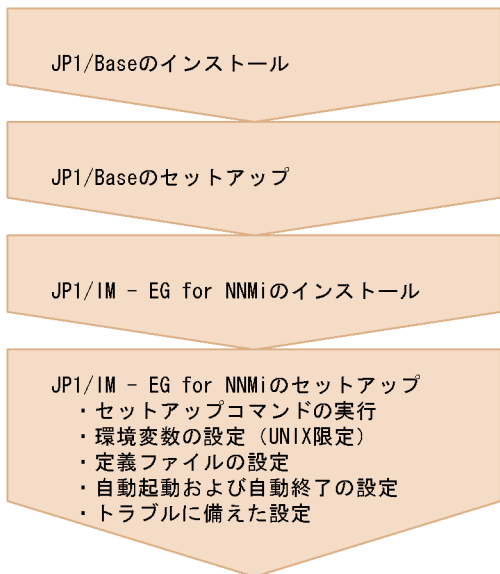 JP1/Baseのインストール
JP1/Baseのセットアップ
JP1/IM - EG for NNMiのインストール
JP1/IM - EG for NNMiのセットアップ
・セットアップコマンドの実行
・環境変数の設定（UNIX限定）
・定義ファイルの設定
・自動起動および自動終了の設定
・トラブルに備えた設定